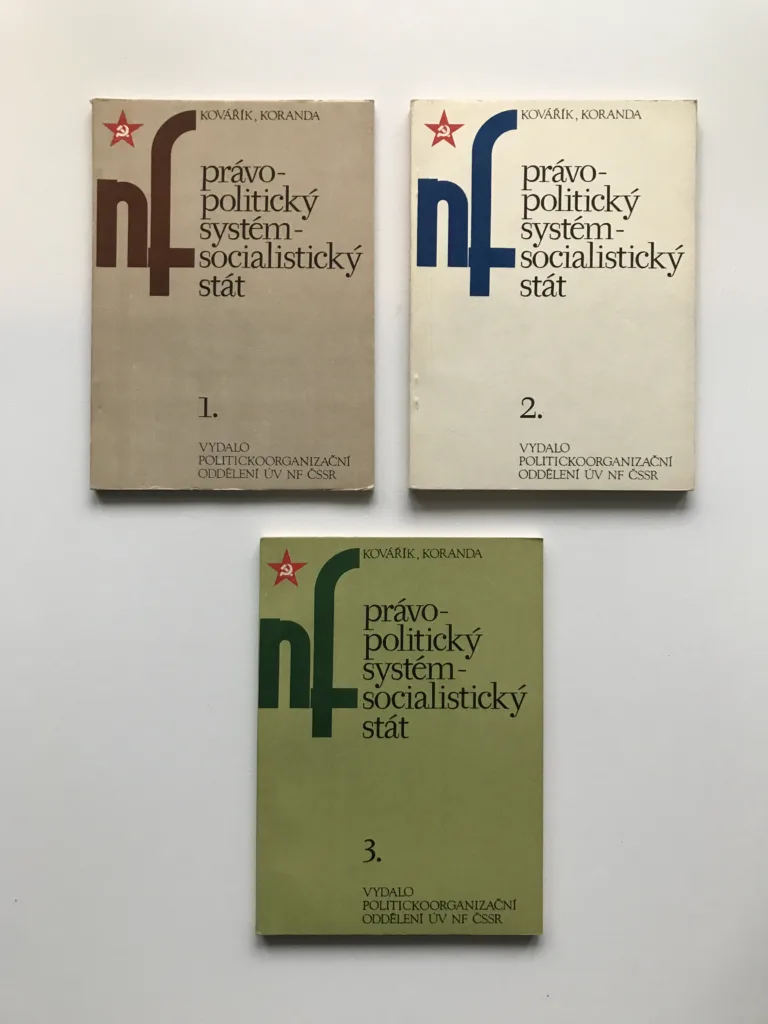 KOVÁŘÍK, KORANDA
nf
právo-
politický
systém-
socialistický
stát
1.
VYDALO
POLITICKOORGANIZAČNÍ
ODDĚLENÍ ÚV NF ČSSR
KOVÁŘÍK, KORANDA
nf
právo-
politický
systém-
socialistický
stát
2.
VYDALO
POLITICKOORGANIZAČNÍ
ODDĚLENÍ ÚV NF ČSSR
KOVÁŘÍK, KORANDA
nf
právo-
politický
systém-
socialistický
stát
3.
VYDALO
POLITICKOORGANIZAČNÍ
ODDĚLENÍ ÚV NF ČSSR